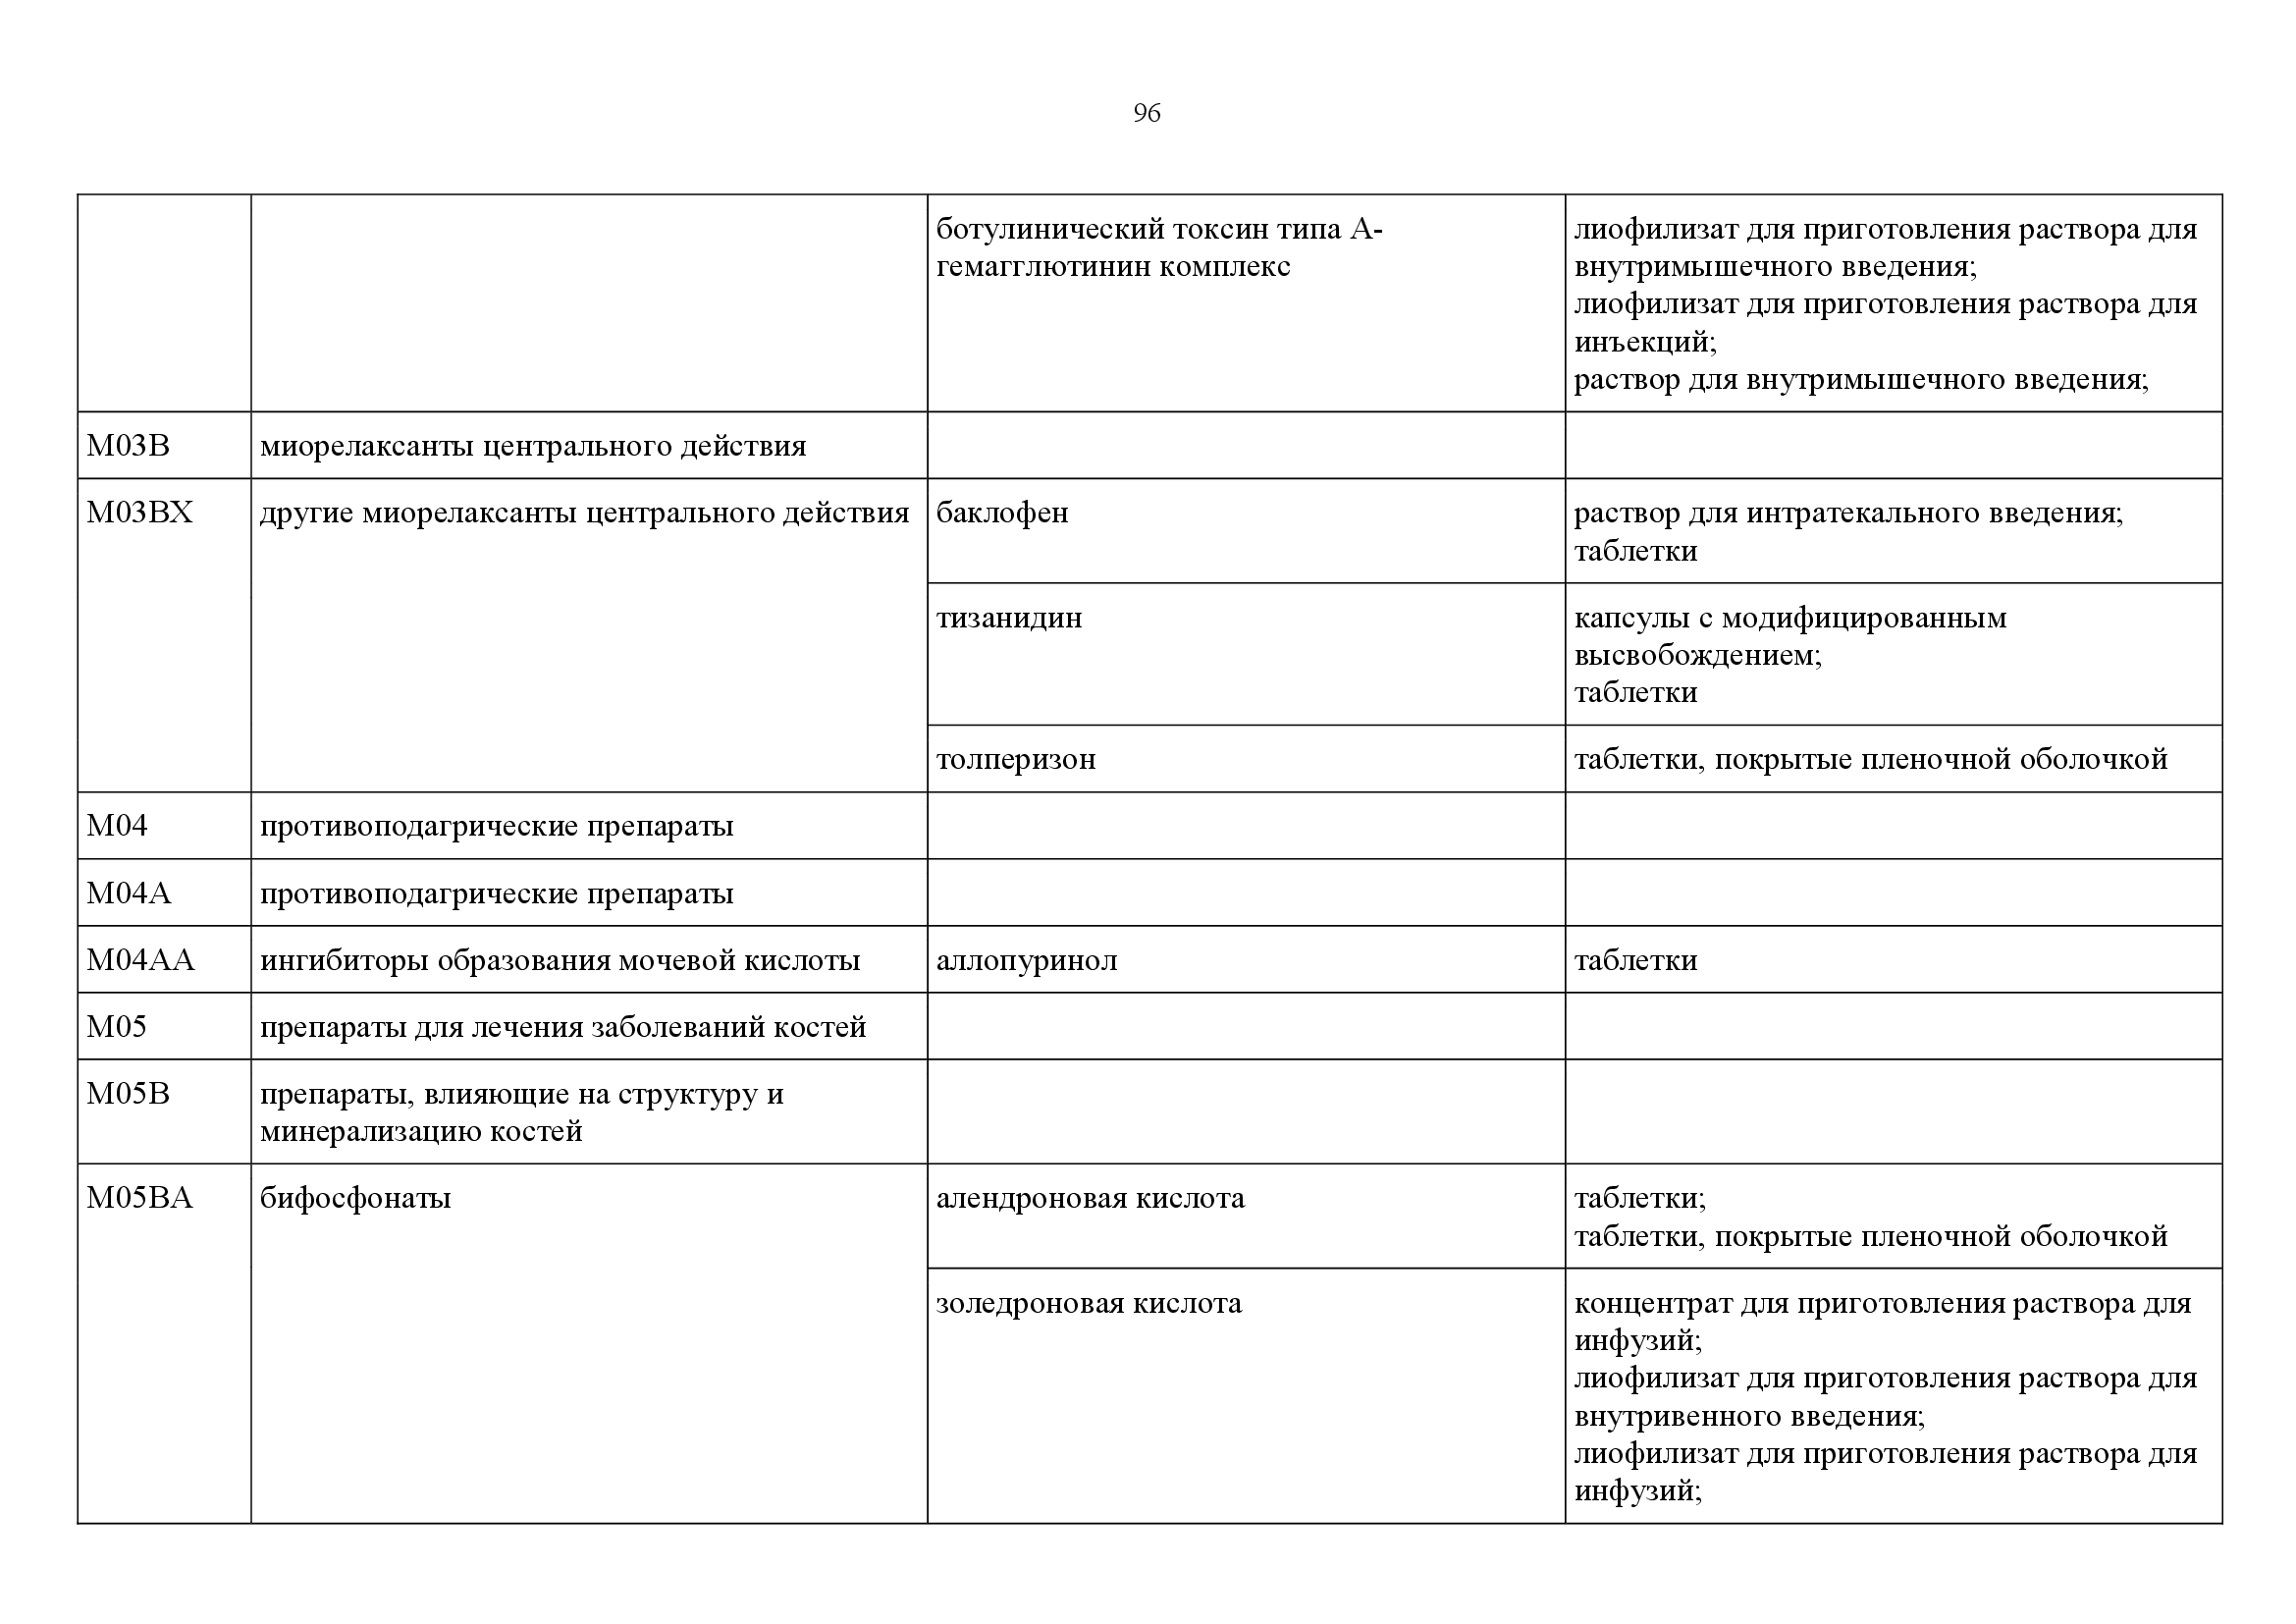 96
ботулинический токсин типа А-
гемагглютинин комплекс
лиофилизат для приготовления раствора для
внутримышечного введения;
лиофилизат для приготовления раствора для
инъекций;
раствор для внутримышечного введения;
M03B
миорелаксанты центрального действия
M03BX
другие миорелаксанты центрального действия
баклофен
раствор для интратекального введения;
таблетки
тизанидин
капсулы с модифицированным
высвобождением;
таблетки
толперизон
таблетки, покрытые пленочной оболочкой
M04
противоподагрические препараты
M04A
противоподагрические препараты
M04AA
ингибиторы образования мочевой кислоты
аллопуринол
таблетки
M05
препараты для лечения заболеваний костей
M05B
препараты, влияющие на структуру и
минерализацию костей
M05BA
бифосфонаты
алендроновая кислота
таблетки;
таблетки, покрытые пленочной оболочкой
золедроновая кислота
концентрат для приготовления раствора для
инфузий;
лиофилизат для приготовления раствора для
внутривенного введения;
лиофилизат для приготовления раствора для
инфузий;